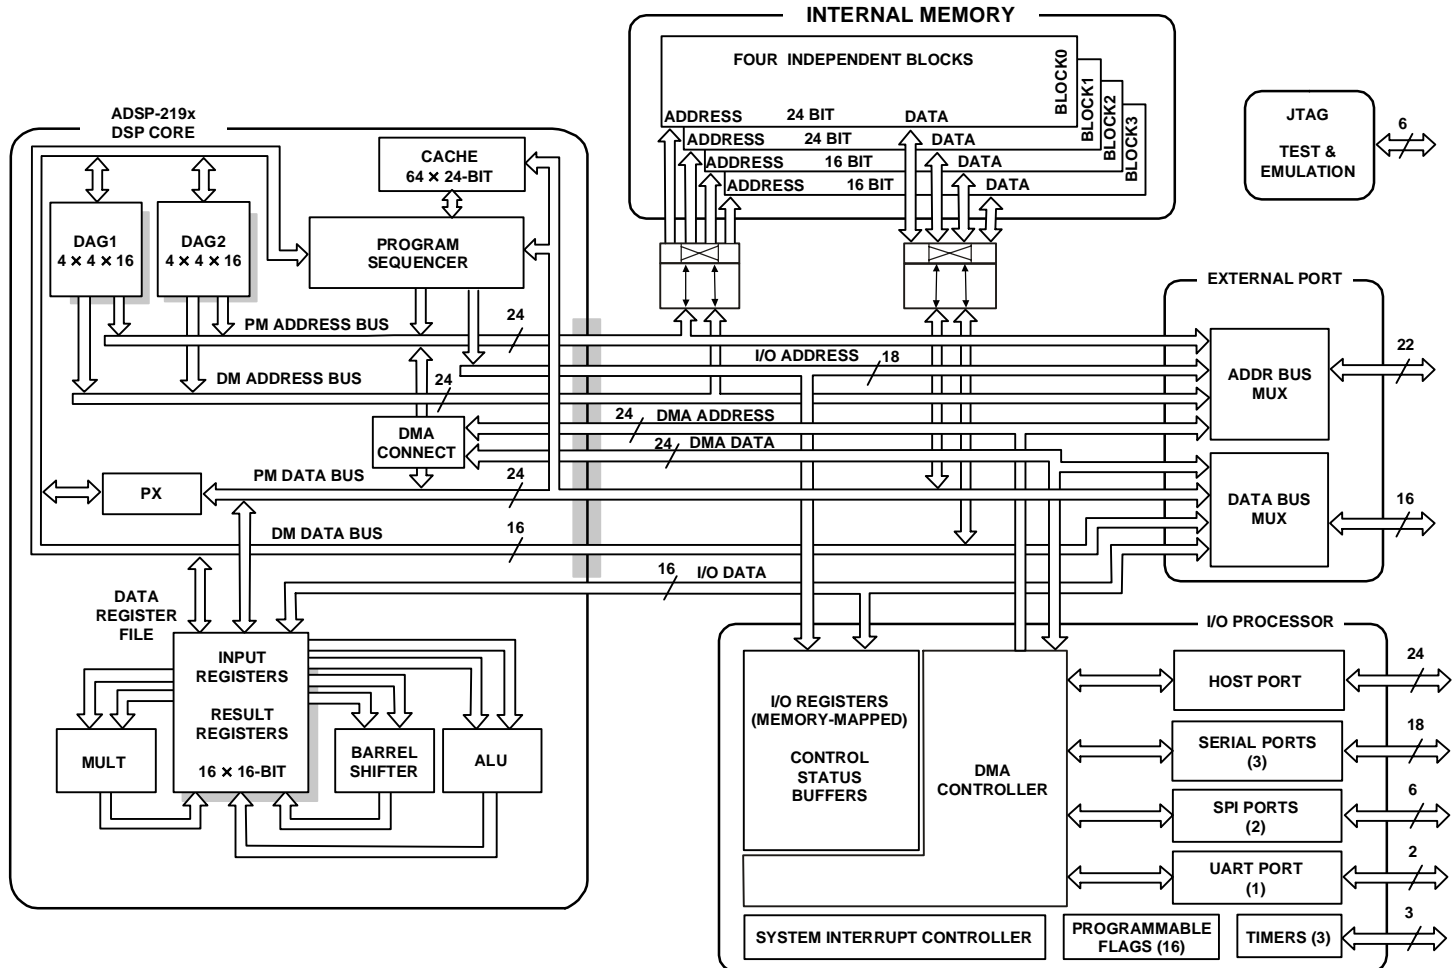 INTERNAL MEMORY
FOUR INDEPENDENT BLOCKS
BLOCK0
BLOCK1
BLOCK2
BLOCK3
ADDRESS 24 BIT DATA
ADDRESS 24 BIT DATA
ADDRESS 16 BIT DATA
ADDRESS 16 BIT DATA
JTAG
TEST &
EMULATION
6
ADSP-219x
DSP CORE
CACHE
64 × 24-BIT
DAG1
4 × 4 × 16
DAG2
4 × 4 × 16
PROGRAM
SEQUENCER
PM ADDRESS BUS 24
I/O ADDRESS 18
DM ADDRESS BUS 24
24 DMA ADDRESS
24 DMA DATA
DMA
CONNECT
PX
PM DATA BUS 24
DM DATA BUS 16
16 I/O DATA
EXTERNAL PORT
ADDR BUS
MUX
22
DATA BUS
MUX
16
DATA
REGISTER
FILE
INPUT
REGISTERS
RESULT
REGISTERS
16 × 16-BIT
MULT
BARREL
SHIFTER
ALU
I/O PROCESSOR
I/O REGISTERS
(MEMORY-MAPPED)
CONTROL
STATUS
BUFFERS
DMA
CONTROLLER
HOST PORT
24
SERIAL PORTS
(3)
18
SPI PORTS
(2)
6
UART PORT
(1)
2
SYSTEM INTERRUPT CONTROLLER
PROGRAMMABLE
FLAGS (16)
TIMERS (3)
3